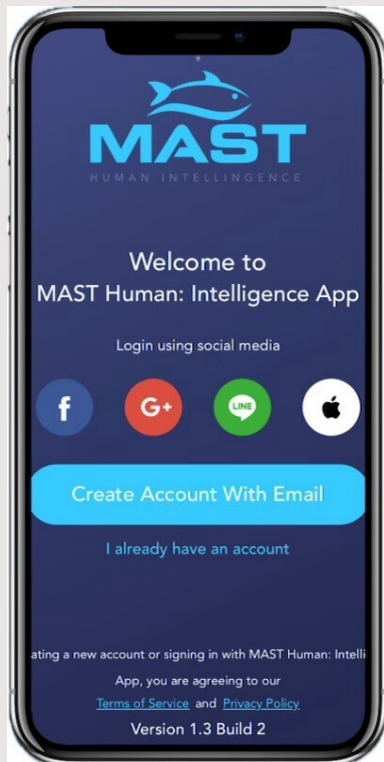 MAST
HUMAN INTELLINGENCE
Welcome to
MAST Human: Intelligence App
Login using social media
f G+ LINE
Create Account With Email
I already have an account
ating a new account or signing in with MAST Human: Intelli
App, you are agreeing to our
Terms of Service and Privacy Policy
Version 1.3 Build 2